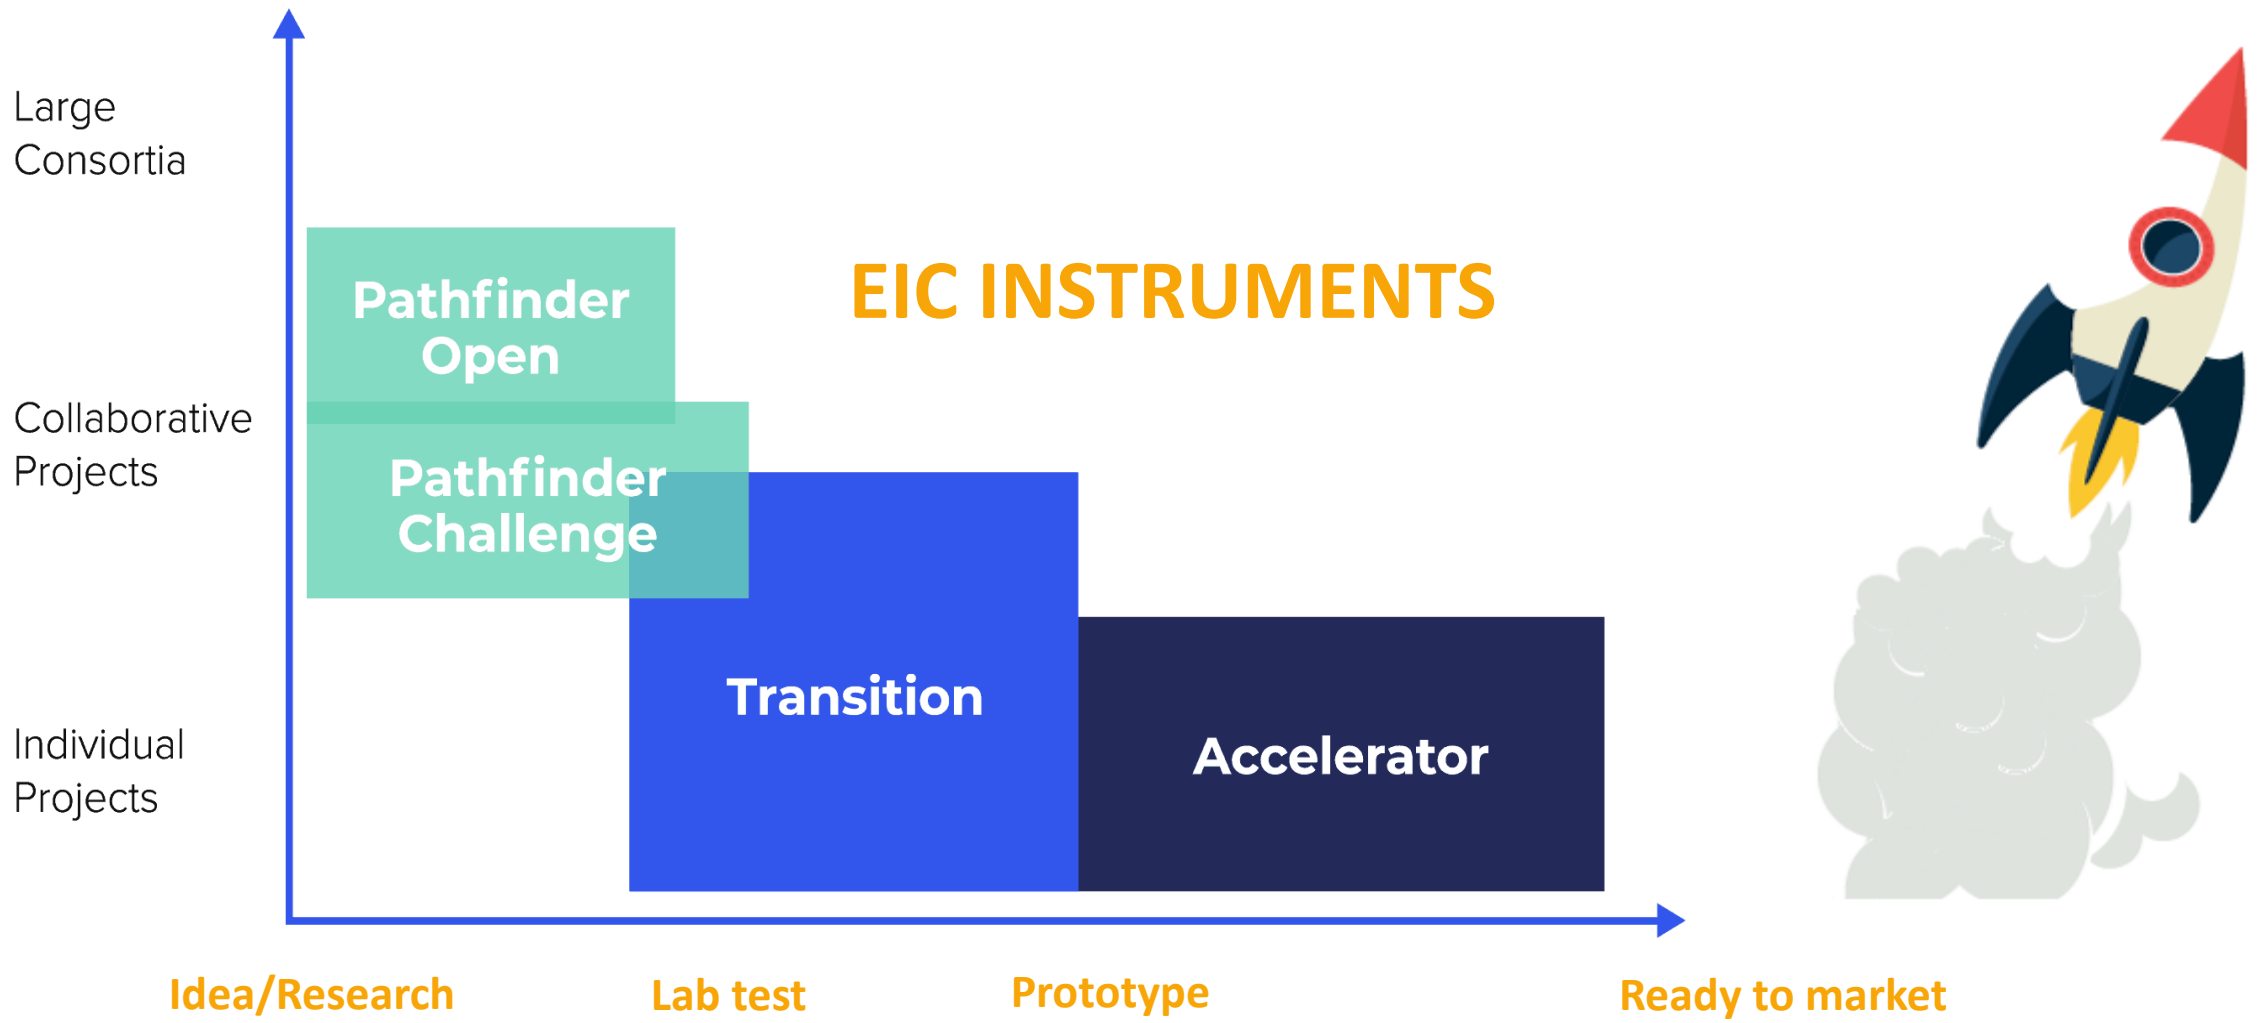 Large
Consortia
Pathfinder
Open
EIC INSTRUMENTS
Collaborative
Projects
Pathfinder
Challenge
Transition
Accelerator
Individual
Projects
Idea/Research
Lab test
Prototype
Ready to market